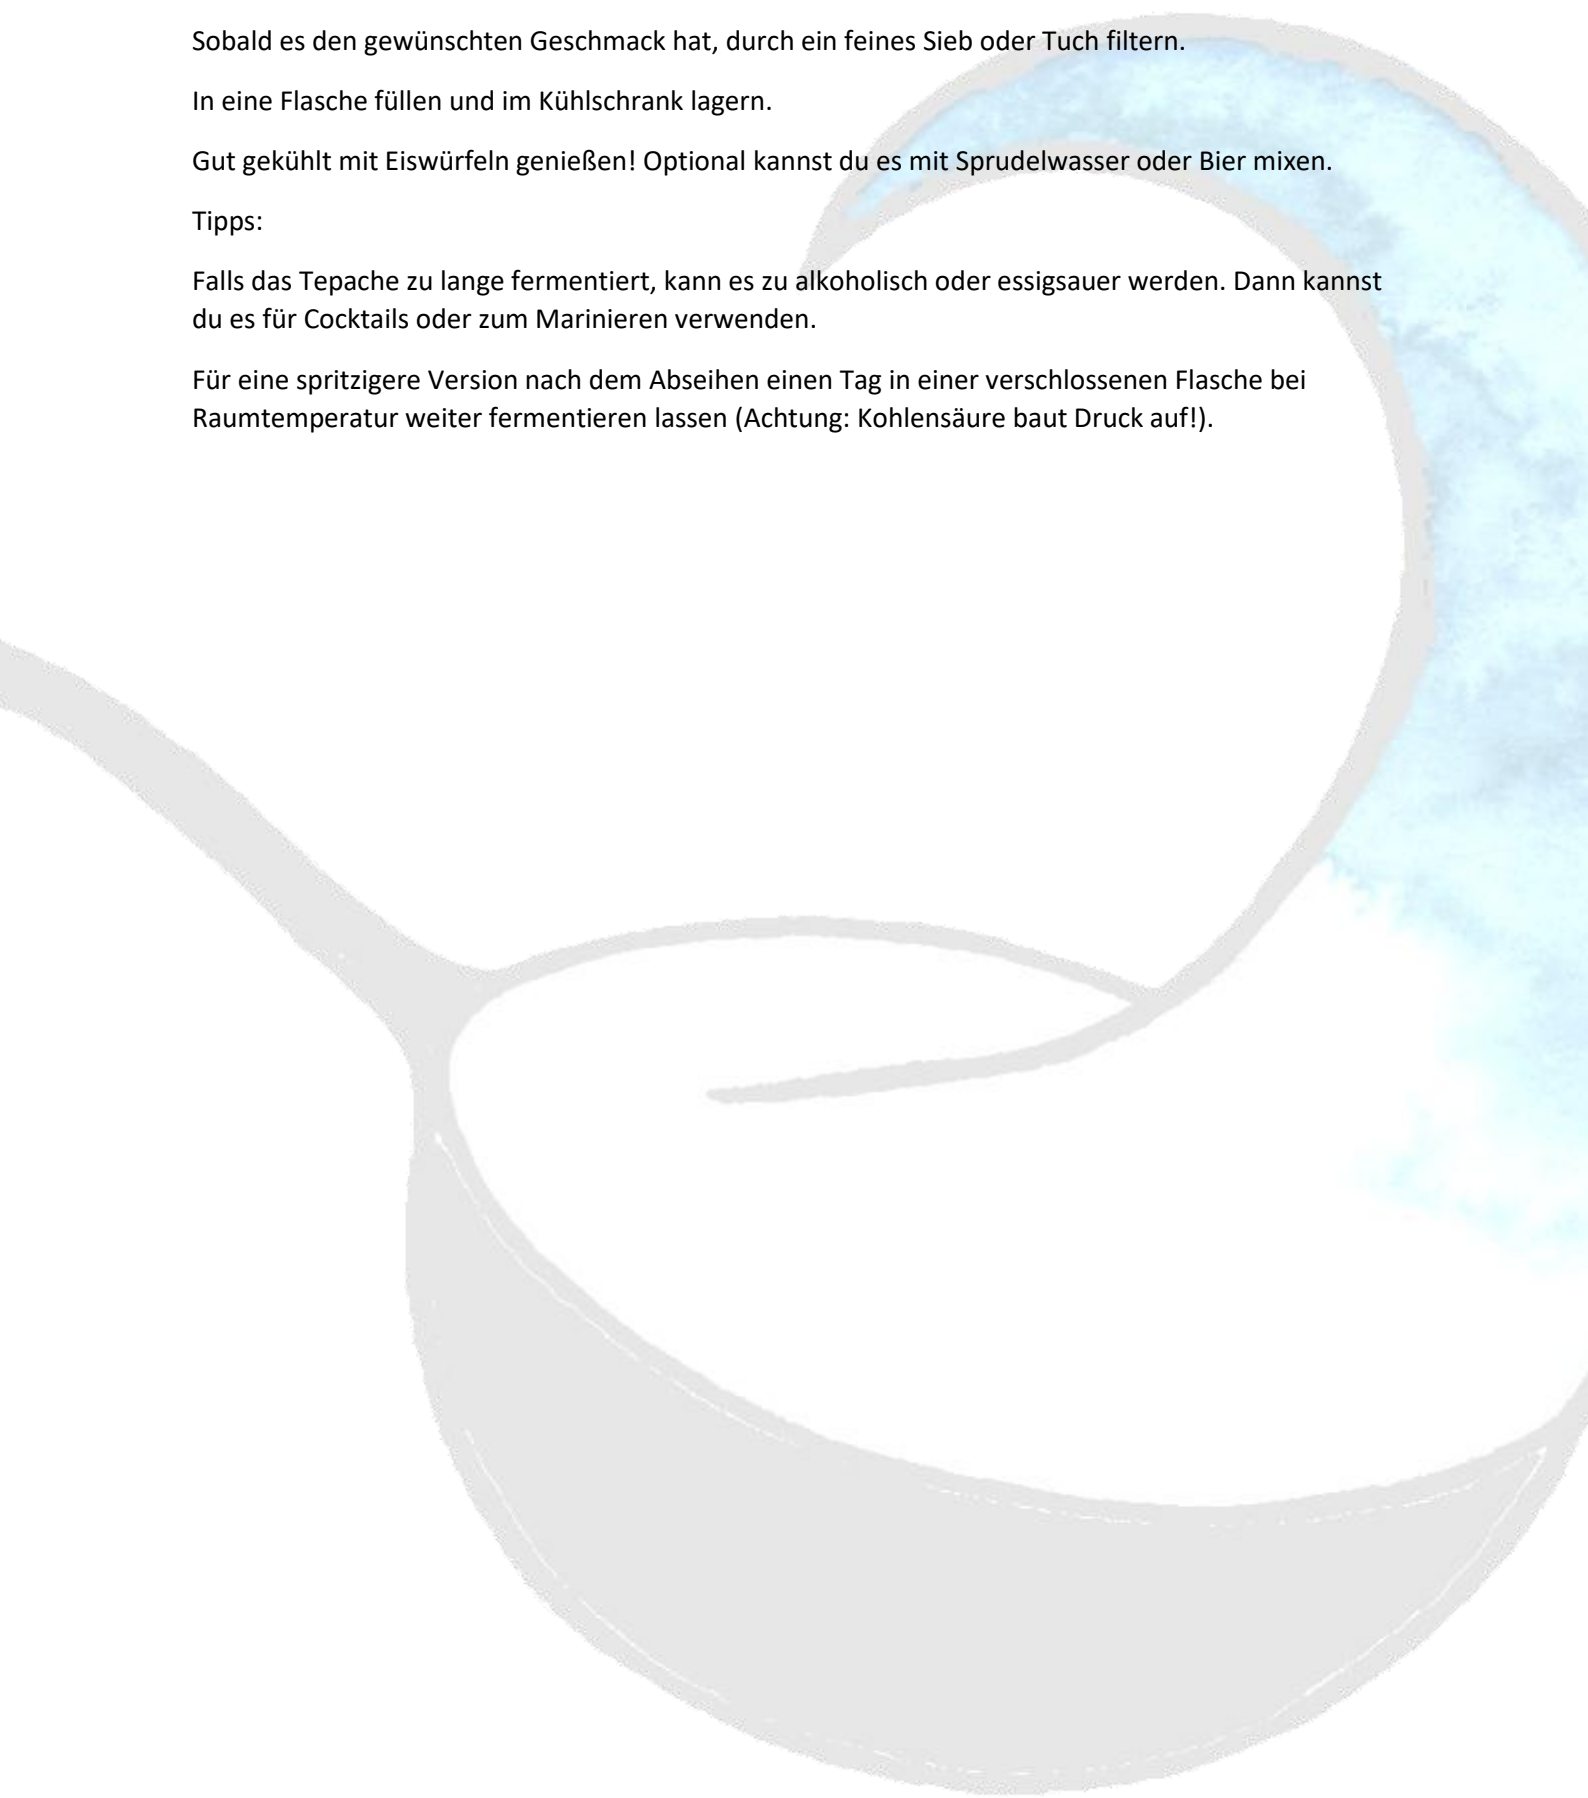 Sobald es den gewünschten Geschmack hat, durch ein feines Sieb oder Tuch filtern.
In eine Flasche füllen und im Kühlschrank lagern.
Gut gekühlt mit Eiswürfeln genießen! Optional kannst du es mit Sprudelwasser oder Bier mixen.
Tipps:
Falls das Tepache zu lange fermentiert, kann es zu alkoholisch oder essigsauer werden. Dann kannst
du es für Cocktails oder zum Marinieren verwenden.
Für eine spritzigere Version nach dem Abseihen einen Tag in einer verschlossenen Flasche bei
Raumtemperatur weiter fermentieren lassen (Achtung: Kohlensäure baut Druck auf!).